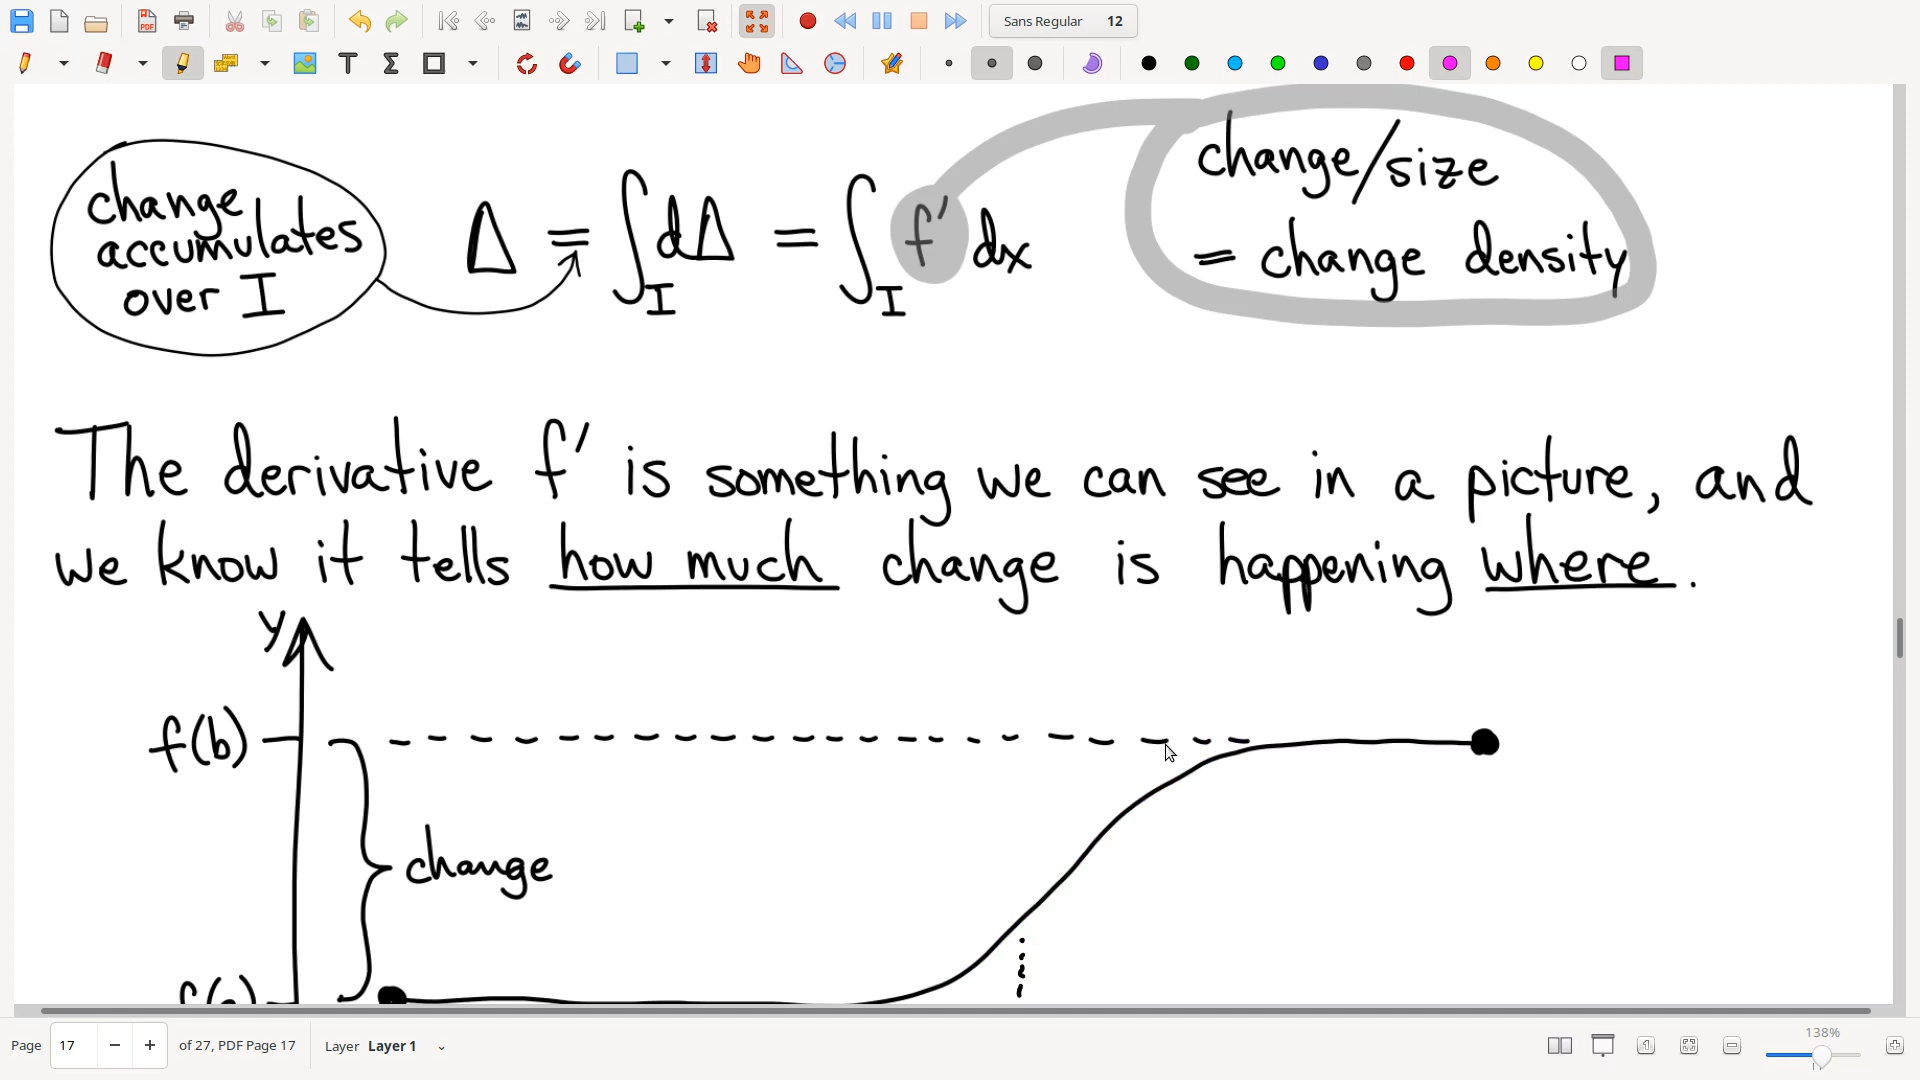 Sans Regular 12
change
accumulates
over I
Δ = ∫_I dΔ = ∫_I f' dx
change/size
= change density
The derivative f' is something we can see in a picture, and
we know it tells how much change is happening where.
y
f(b)
change
Page 17 of 27, PDF Page 17 Layer Layer 1
138%